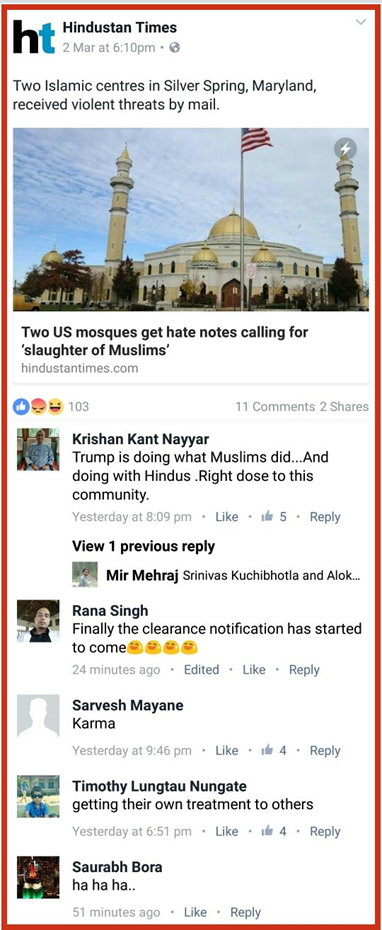 ht
Hindustan Times
2 Mar at 6:10pm •
Two Islamic centres in Silver Spring, Maryland,
received violent threats by mail.
Two US mosques get hate notes calling for
‘slaughter of Muslims’
hindustantimes.com
103 11 Comments 2 Shares
Krishan Kant Nayyar
Trump is doing what Muslims did...And
doing with Hindus .Right dose to this
community.
Yesterday at 8:09 pm • Like • 5 • Reply
View 1 previous reply
Mir Mehraj Srinivas Kuchibhotla and Alok...
Rana Singh
Finally the clearance notification has started
to come😄😄😄😄
24 minutes ago • Edited • Like • Reply
Sarvesh Mayane
Karma
Yesterday at 9:46 pm • Like • 4 • Reply
Timothy Lungtau Nungate
getting their own treatment to others
Yesterday at 6:51 pm • Like • 4 • Reply
Saurabh Bora
ha ha ha..
51 minutes ago • Like • Reply